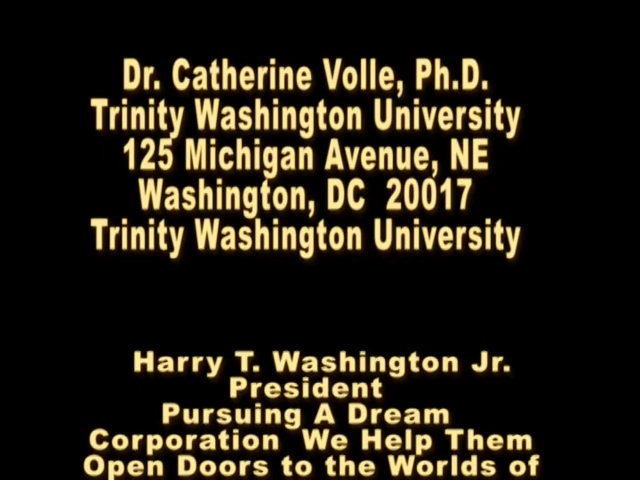 Dr. Catherine Volle, Ph.D.
Trinity Washington University
125 Michigan Avenue, NE
Washington, DC  20017
Trinity Washington University
Harry T. Washington Jr.
President
Pursuing A Dream
Corporation  We Help Them
Open Doors to the Worlds of